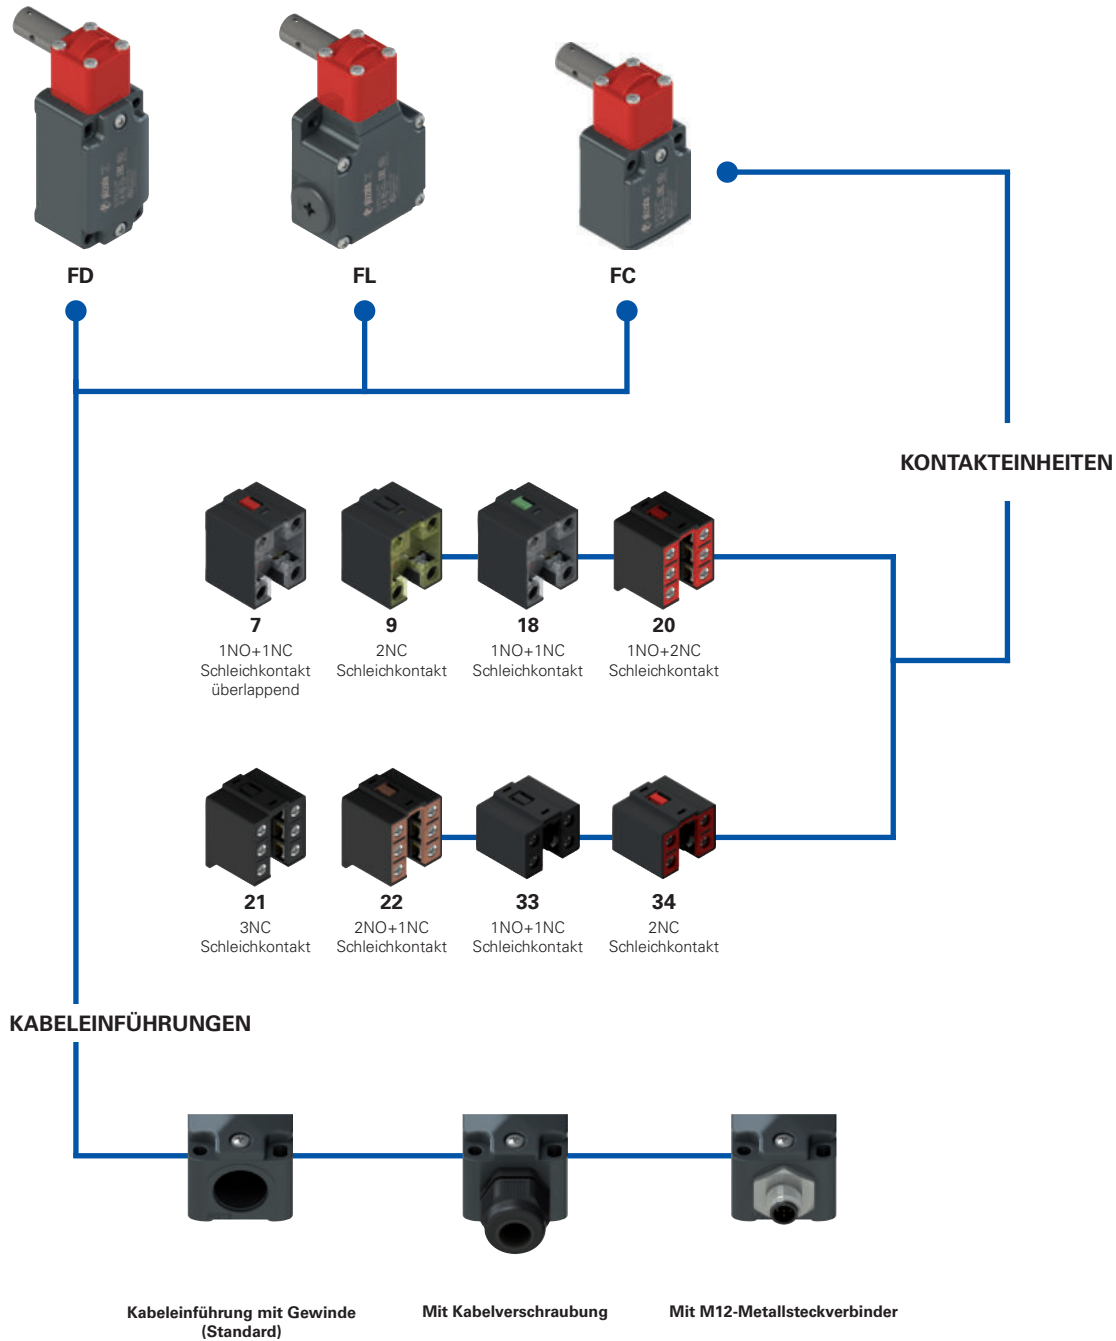 FD
FL
FC
KONTAKTEINHEITEN
7
1NO+1NC
Schleichkontakt
überlappend
9
2NC
Schleichkontakt
18
1NO+1NC
Schleichkontakt
20
1NO+2NC
Schleichkontakt
21
3NC
Schleichkontakt
22
2NO+1NC
Schleichkontakt
33
1NO+1NC
Schleichkontakt
34
2NC
Schleichkontakt
KABELEINFÜHRUNGEN
Kabeleinführung mit Gewinde
(Standard)
Mit Kabelverschraubung
Mit M12-Metallsteckverbinder